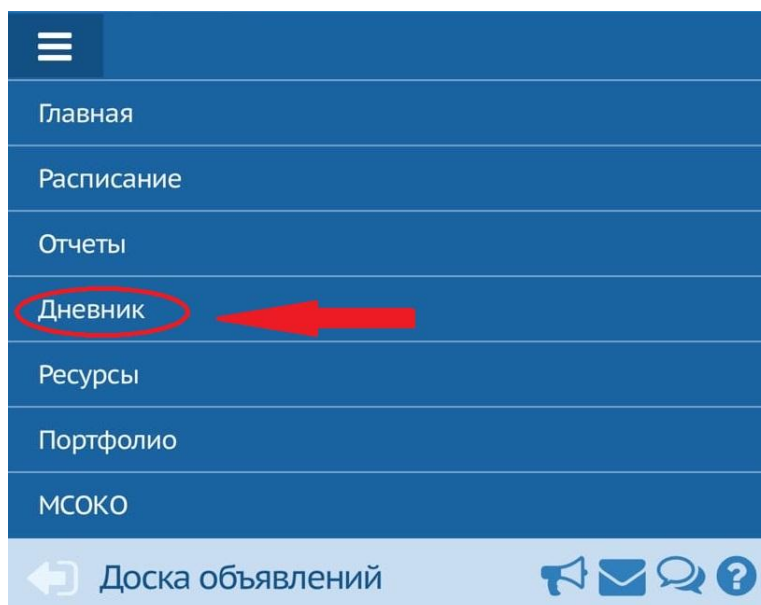 Главная
Расписание
Отчеты
Дневник
Ресурсы
Портфолио
МСОКО
Доска объявлений